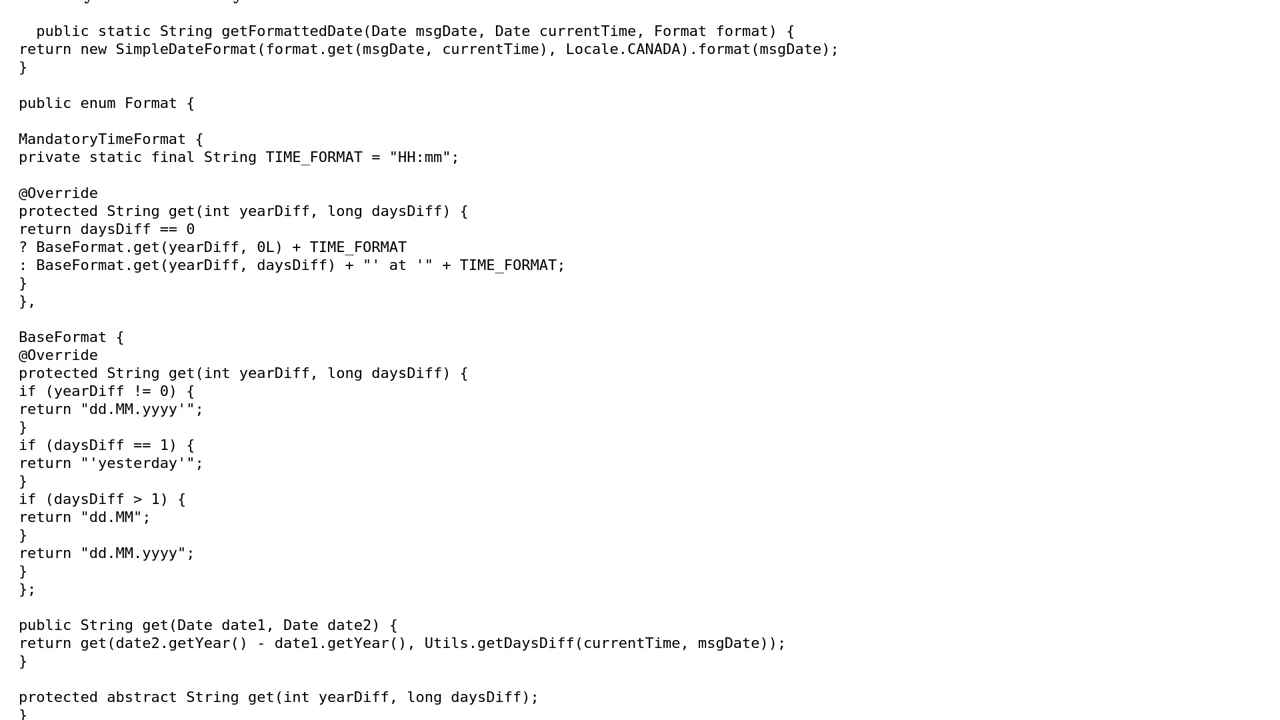 public static String getFormattedDate(Date msgDate, Date currentTime, Format format) {
return new SimpleDateFormat(format.get(msgDate, currentTime), Locale.CANADA).format(msgDate);
}
public enum Format {
MandatoryTimeFormat {
private static final String TIME_FORMAT = "HH:mm";
@Override
protected String get(int yearDiff, long daysDiff) {
return daysDiff == 0
? BaseFormat.get(yearDiff, 0L) + TIME_FORMAT
: BaseFormat.get(yearDiff, daysDiff) + "' at '" + TIME_FORMAT;
}
},
BaseFormat {
@Override
protected String get(int yearDiff, long daysDiff) {
if (yearDiff != 0) {
return "dd.MM.yyyy'";
}
if (daysDiff == 1) {
return "'yesterday'";
}
if (daysDiff > 1) {
return "dd.MM";
}
return "dd.MM.yyyy";
}
};
public String get(Date date1, Date date2) {
return get(date2.getYear() - date1.getYear(), Utils.getDaysDiff(currentTime, msgDate));
}
protected abstract String get(int yearDiff, long daysDiff);
}